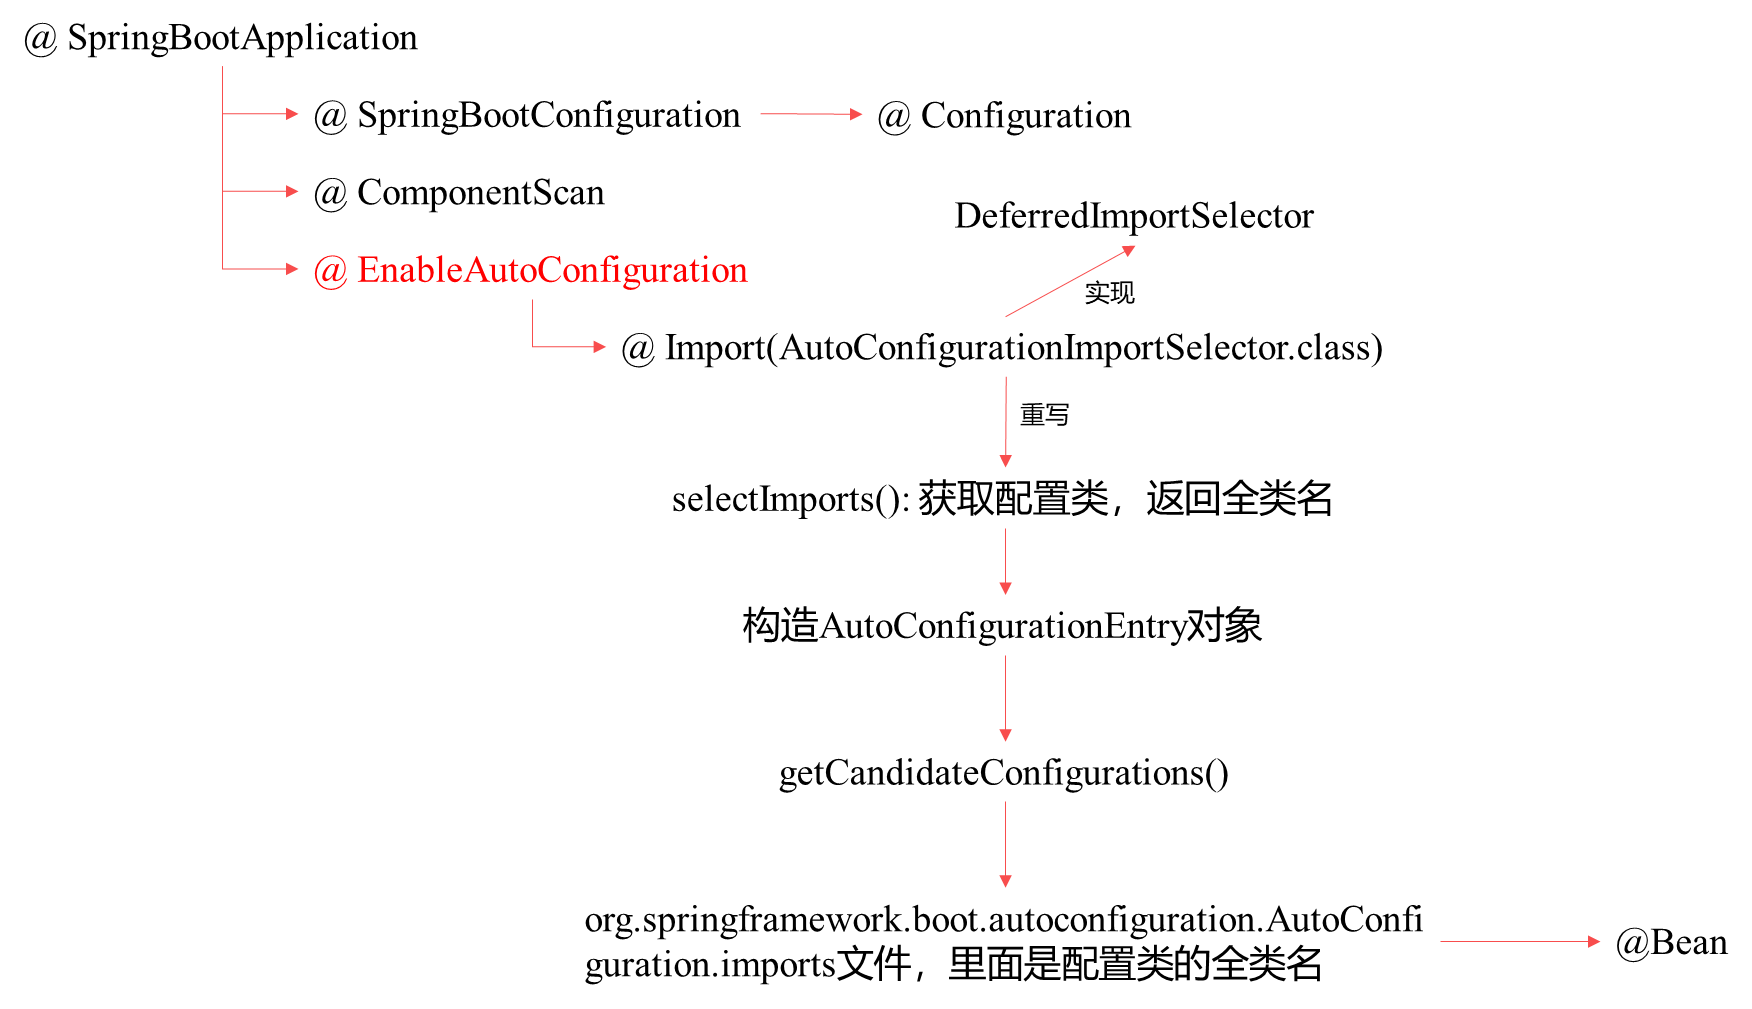 @ SpringBootApplication
@ SpringBootConfiguration
@ Configuration
@ ComponentScan
DeferredImportSelector
@ EnableAutoConfiguration
实现
@ Import(AutoConfigurationImportSelector.class)
重写
selectImports(): 获取配置类，返回全类名
构造AutoConfigurationEntry对象
getCandidateConfigurations()
org.springframework.boot.autoconfiguration.AutoConfi
guration.imports文件，里面是配置类的全类名
@Bean